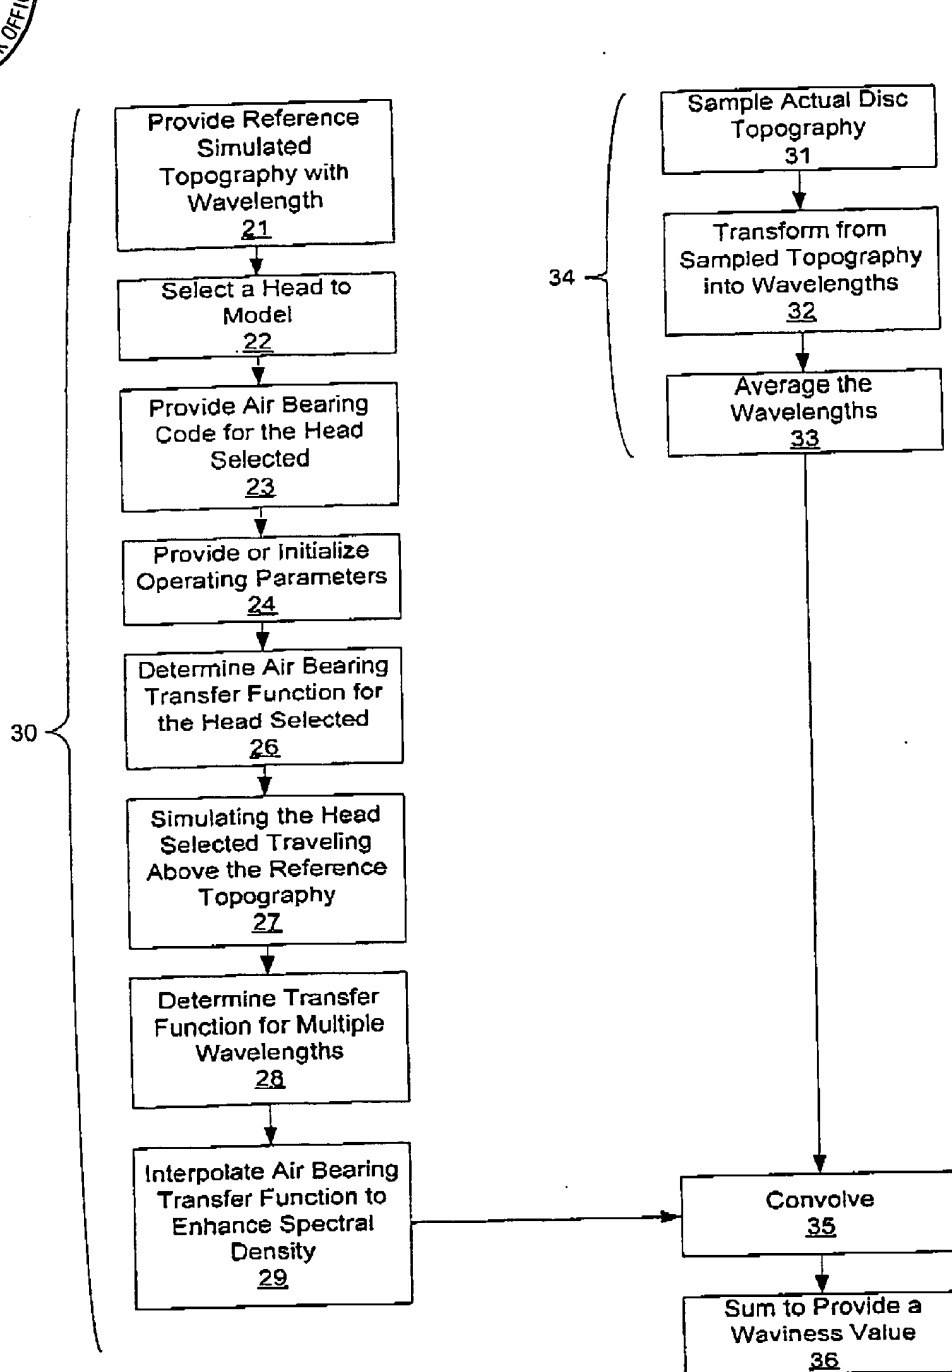 OFFI
Provide Reference
Simulated
Topography with
Wavelength
21
Select a Head to
Model
22
Provide Air Bearing
Code for the Head
Selected
23
Provide or Initialize
Operating Parameters
24
Determine Air Bearing
Transfer Function for
the Head Selected
26
Simulating the Head
Selected Traveling
Above the Reference
Topography
27
Determine Transfer
Function for Multiple
Wavelengths
28
Interpolate Air Bearing
Transfer Function to
Enhance Spectral
Density
29
30
Sample Actual Disc
Topography
31
Transform from
Sampled Topography
into Wavelengths
32
Average the
Wavelengths
33
34
Convolve
35
Sum to Provide a
Waviness Value
36